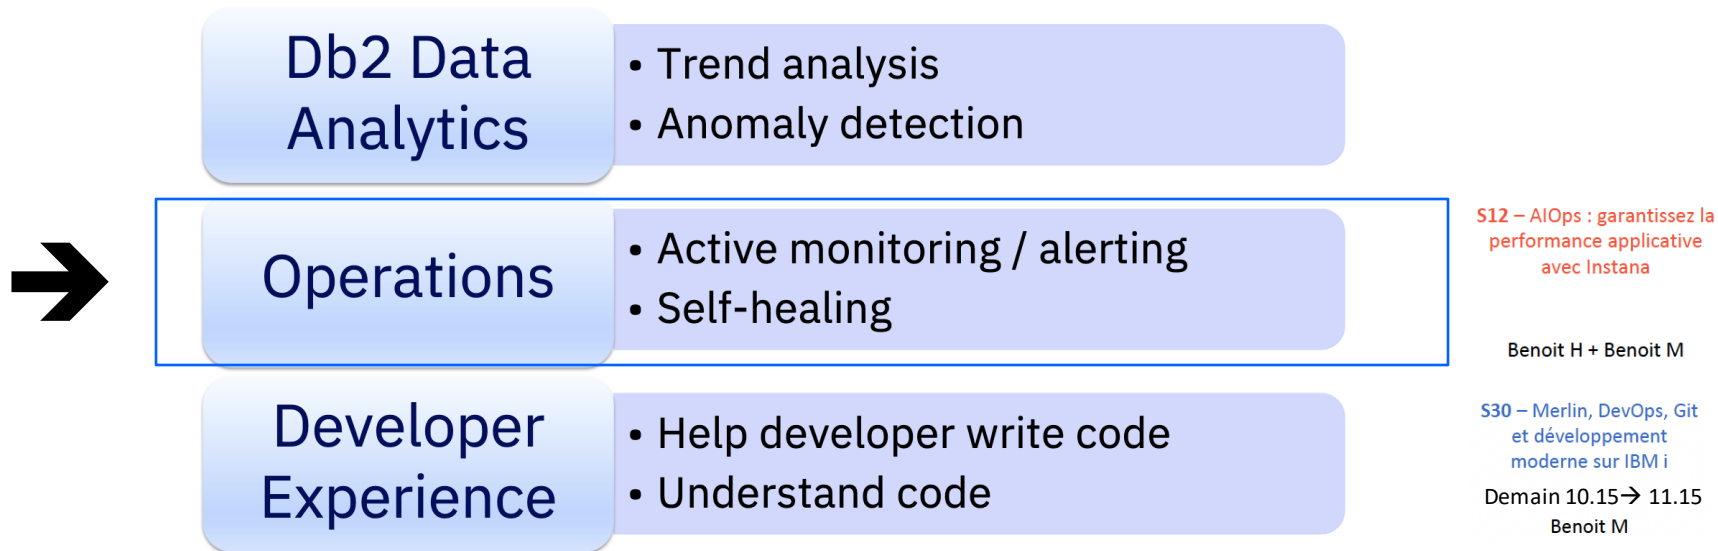 Db2 Data
Analytics
• Trend analysis
• Anomaly detection
Operations
• Active monitoring / alerting
• Self-healing
S12 – AIOps : garantissez la
performance applicative
avec Instana
Benoit H + Benoit M
Developer
Experience
• Help developer write code
• Understand code
S30 – Merlin, DevOps, Git
et développement
moderne sur IBM i
Demain 10.15→ 11.15
Benoit M